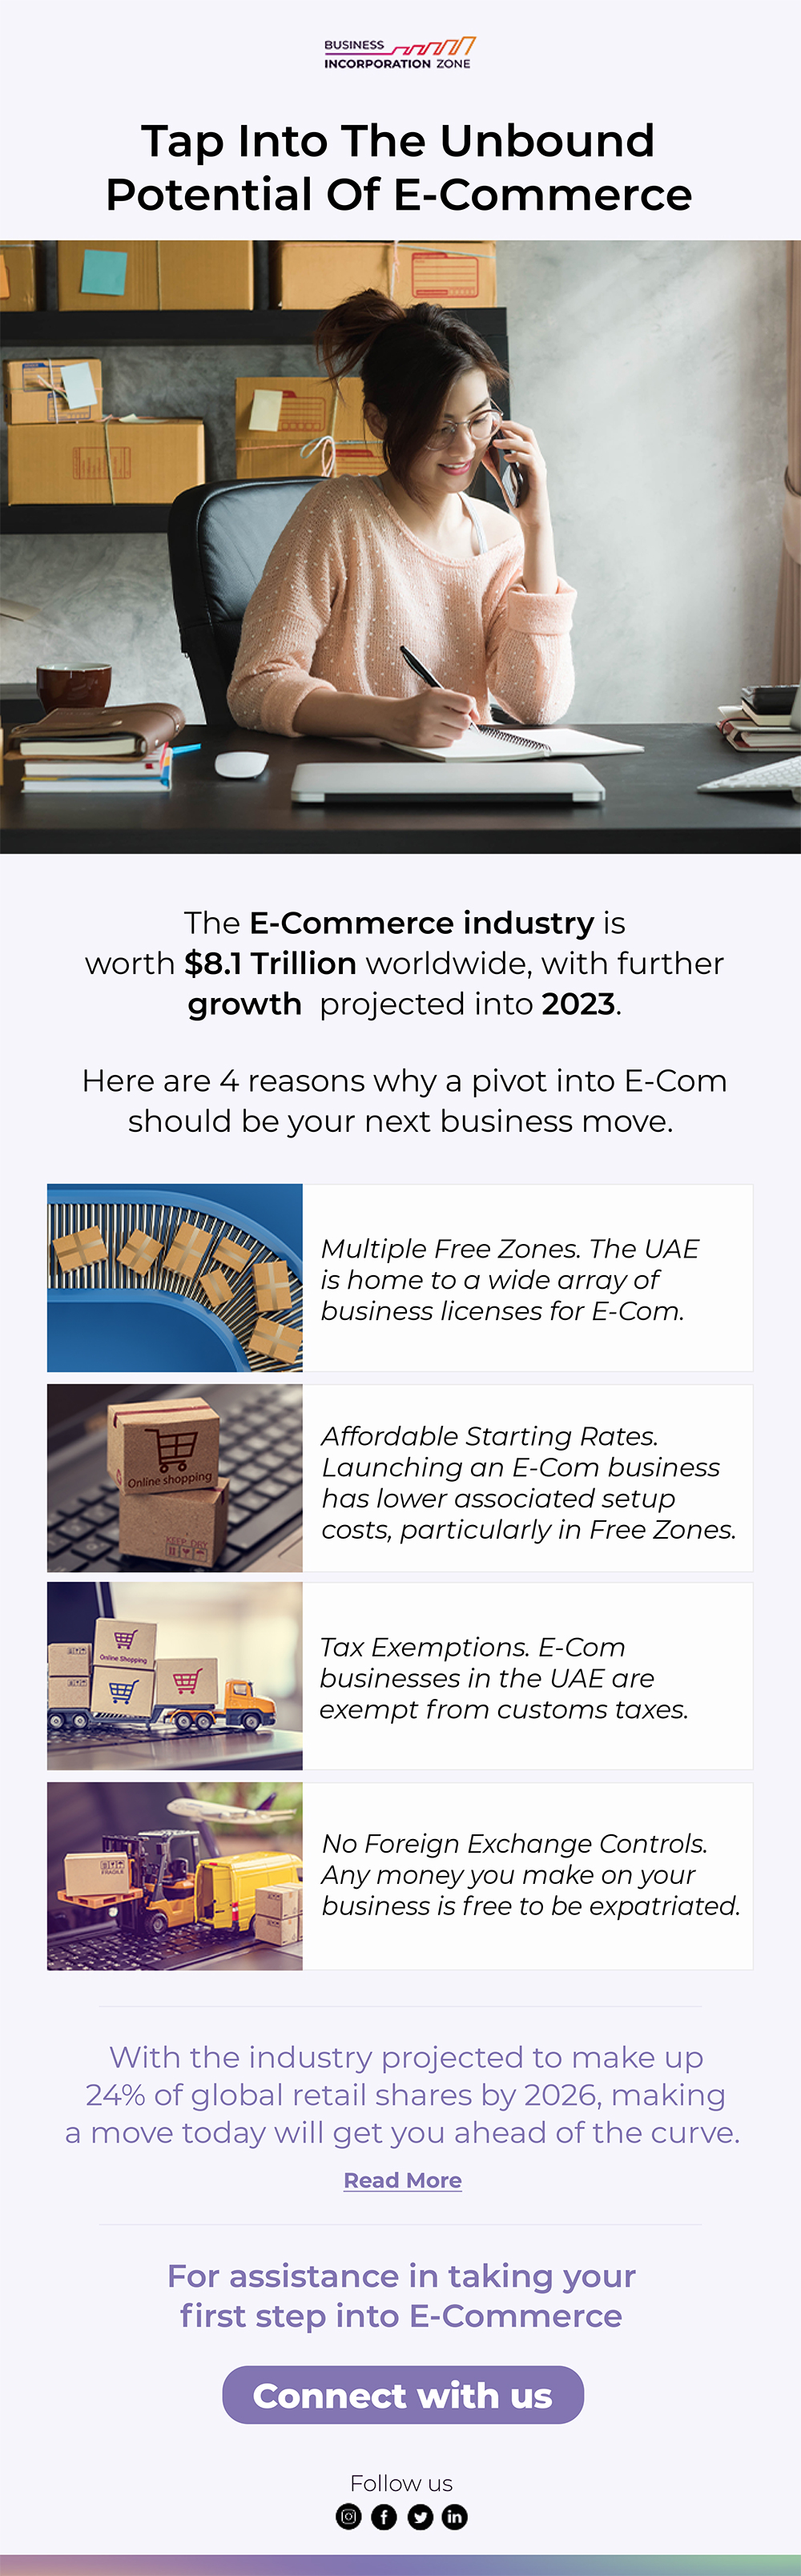 BUSINESS
INCORPORATION ZONE
Tap Into The Unbound
Potential Of E-Commerce
The E-Commerce industry is
worth $8.1 Trillion worldwide, with further
growth projected into 2023.
Here are 4 reasons why a pivot into E-Com
should be your next business move.
Multiple Free Zones. The UAE
is home to a wide array of
business licenses for E-Com.
Online shopping
KEEP DRY
Affordable Starting Rates.
Launching an E-Com business
has lower associated setup
costs, particularly in Free Zones.
Online Shopping
Tax Exemptions. E-Com
businesses in the UAE are
exempt from customs taxes.
FRAGILE
No Foreign Exchange Controls.
Any money you make on your
business is free to be expatriated.
With the industry projected to make up
24% of global retail shares by 2026, making
a move today will get you ahead of the curve.
Read More
For assistance in taking your
first step into E-Commerce
Connect with us
Follow us